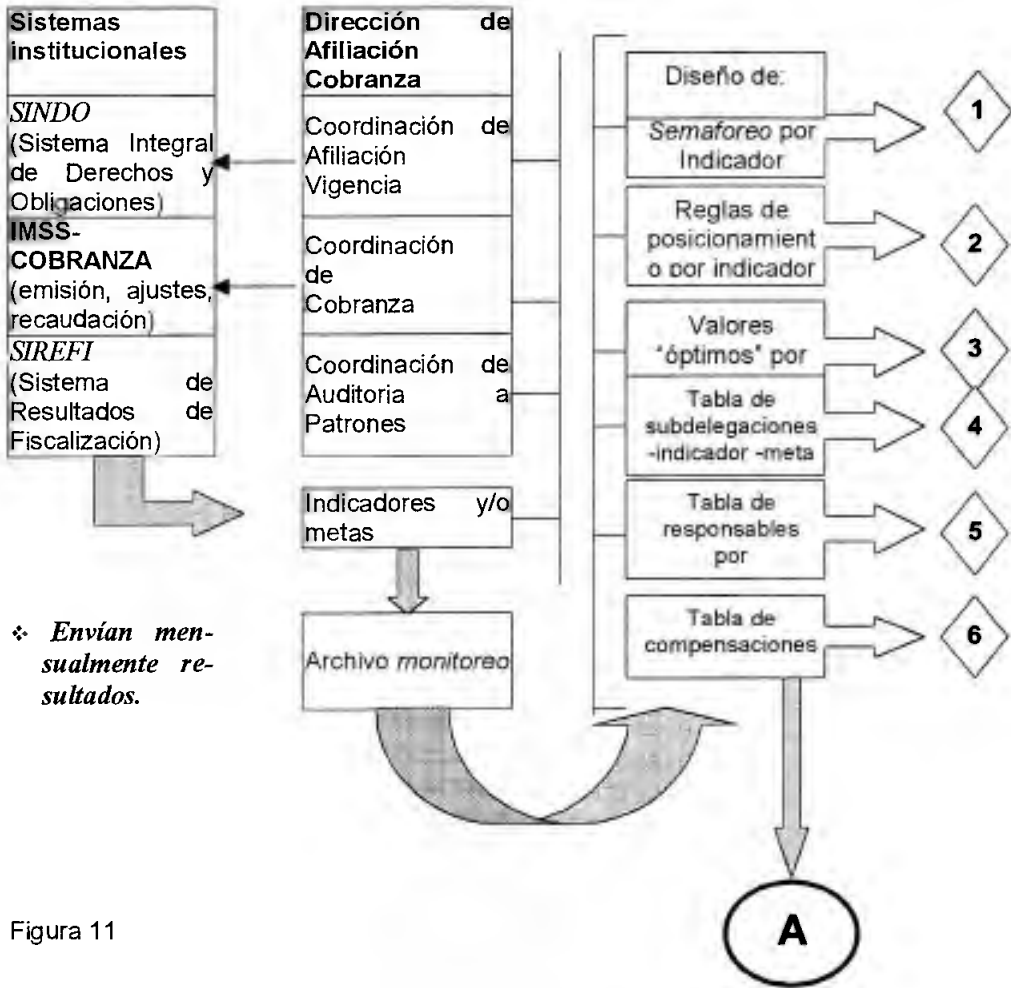 Sistemas
institucionales
SINDO
(Sistema Integral
de Derechos y
Obligaciones)
IMSS-
COBRANZA
(emisión, ajustes,
recaudación)
SIREFI
(Sistema de
Resultados de
Fiscalización)
❖ Envían men-
sualmente re-
sultados.
Dirección de
Afiliación
Cobranza
Coordinación de
Afiliación
Vigencia
Coordinación
de
Cobranza
Coordinación de
Auditoria a
Patrones
Indicadores y/o
metas
Archivo monitoreo
Diseño de:
Semaforeo por
Indicador
1
Reglas de
posicionamient
o por indicador
2
Valores
"óptimos" por
3
Tabla de
subdelegaciones
-indicador -meta
4
Tabla de
responsables
por
5
Tabla de
compensaciones
6
A
Figura 11